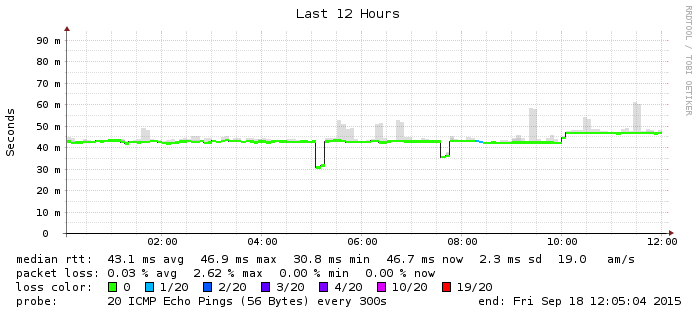 Last 12 Hours
RRDTOOL / TOBI OETIKER
Seconds
90 m
80 m
70 m
60 m
50 m
40 m
30 m
20 m
10 m
0
02:00 04:00 06:00 08:00 10:00 12:00
median rtt: 43.1 ms avg 46.9 ms max 30.8 ms min 46.7 ms now 2.3 ms sd 19.0 am/s
packet loss: 0.03 % avg 2.62 % max 0.00 % min 0.00 % now
loss color: 0 1/20 2/20 3/20 4/20 10/20 19/20
probe: 20 ICMP Echo Pings (56 Bytes) every 300s end: Fri Sep 18 12:05:04 2015